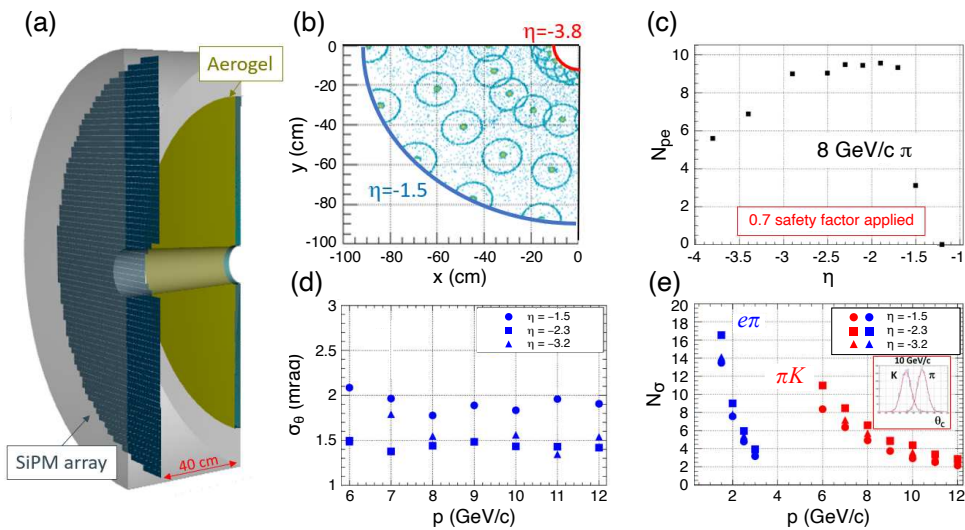 (a)
Aerogel
SiPM array
40 cm
(b)
η=-3.8
η=-1.5
0
-20
-40
-60
-80
-100
y (cm)
-100 -80 -60 -40 -20 0
x (cm)
(c)
10
8
6
4
2
0
Npe
8 GeV/c π
0.7 safety factor applied
-4 -3.5 -3 -2.5 -2 -1.5 -1
η
(d)
3
2.5
2
1.5
1
σθ (mrad)
η = −1.5
η = -2.3
η = −3.2
6 7 8 9 10 11 12
p (GeV/c)
(e)
20
18
16
14
12
10
8
6
4
2
0
Nσ
eπ
πK
η = -1.5
η = -2.3
η = -3.2
10 GeV/c
K π
θc
2 4 6 8 10 12
p (GeV/c)